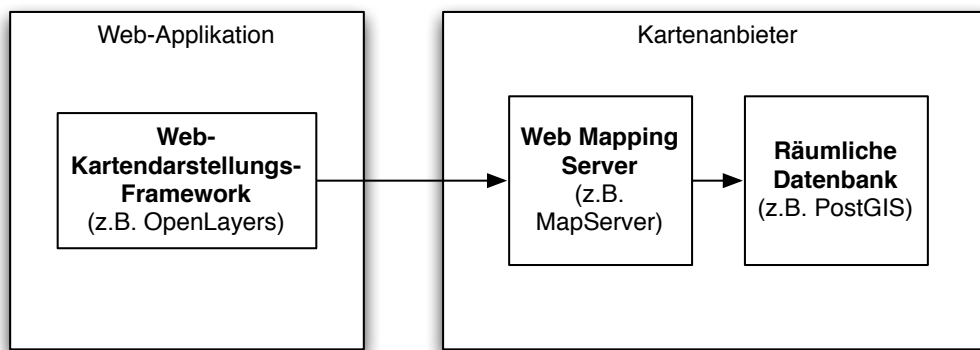 Web-Applikation
Kartenanbieter
Web-
Kartendarstellungs-
Framework
(z.B. OpenLayers)
Web Mapping
Server
(z.B.
MapServer)
Räumliche
Datenbank
(z.B. PostGIS)